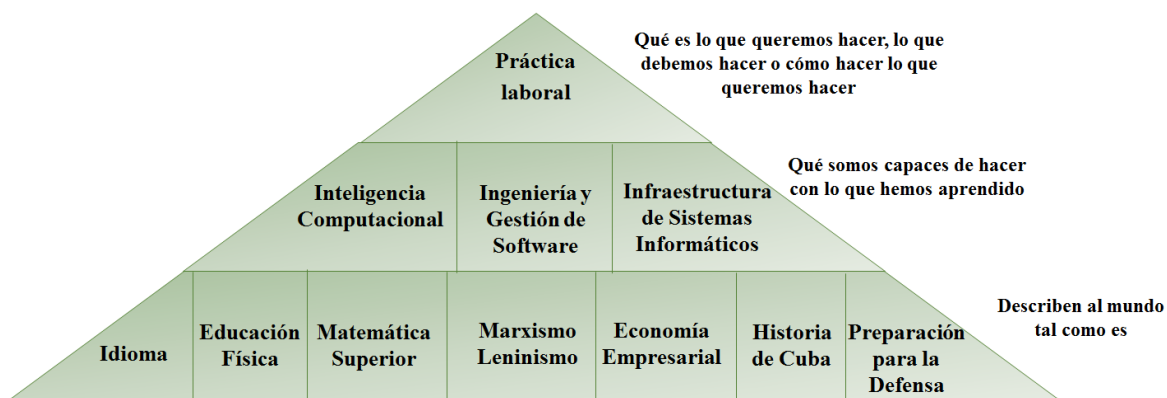 Práctica
laboral
Qué es lo que queremos hacer, lo que
debemos hacer o cómo hacer lo que
queremos hacer
Inteligencia
Computacional
Ingeniería y
Gestión de
Software
Infraestructura
de Sistemas
Informáticos
Qué somos capaces de hacer
con lo que hemos aprendido
Idioma
Educación
Física
Matemática
Superior
Marxismo
Leninismo
Economía
Empresarial
Historia
de Cuba
Preparación
para la
Defensa
Describen al mundo
tal como es